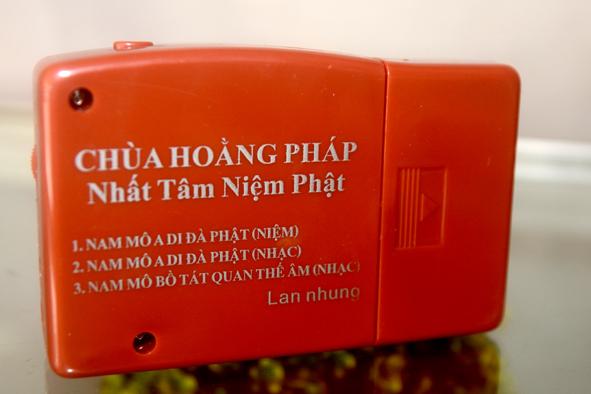 CHÙA HOẰNG PHÁP
Nhất Tâm Niệm Phật
1. NAM MÔ A DI ĐÀ PHẬT (NIỆM)
2. NAM MÔ A DI ĐÀ PHẬT (NHẠC)
3. NAM MÔ BỒ TÁT QUAN THẾ ÂM (NHẠC)
Lan nhung